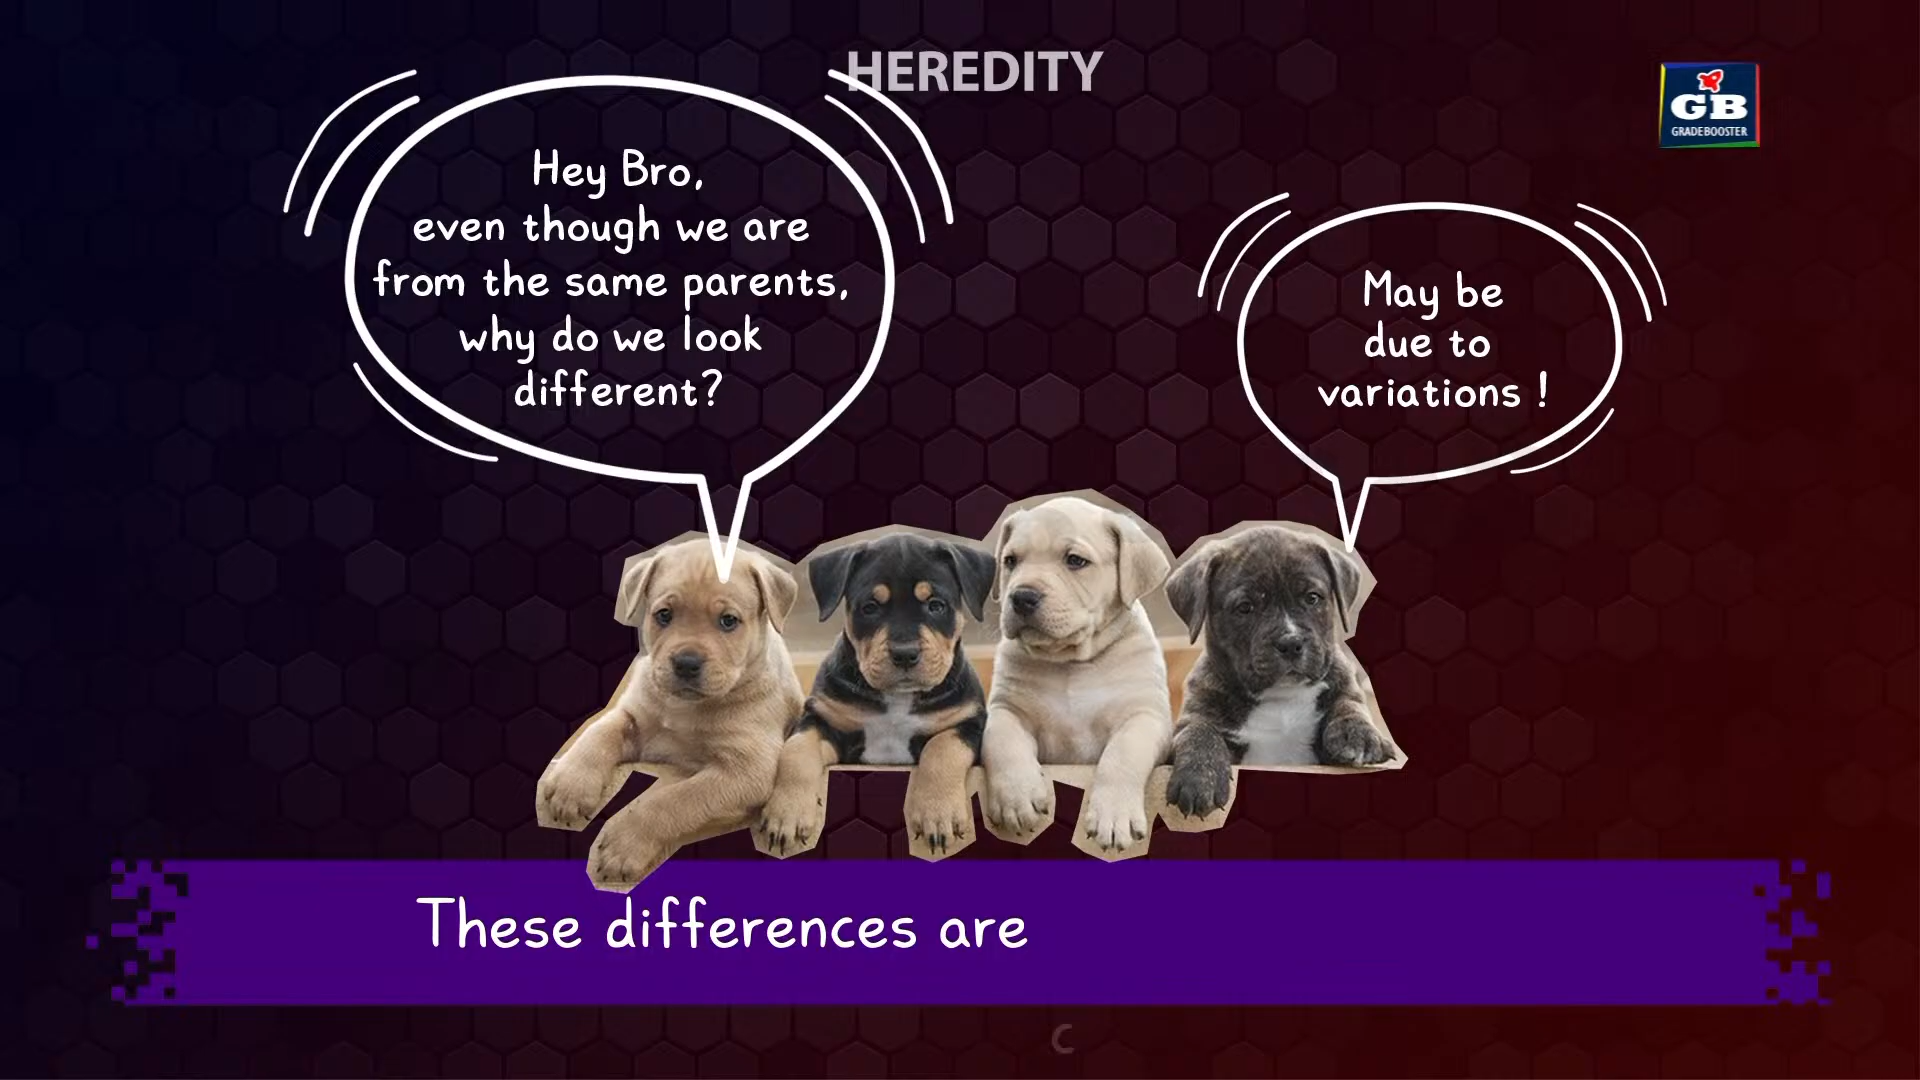 HEREDITY
GB
GRADEBOOSTER
Hey Bro,
even though we are
from the same parents,
why do we look
different?
May be
due to
variations !
These differences are
C